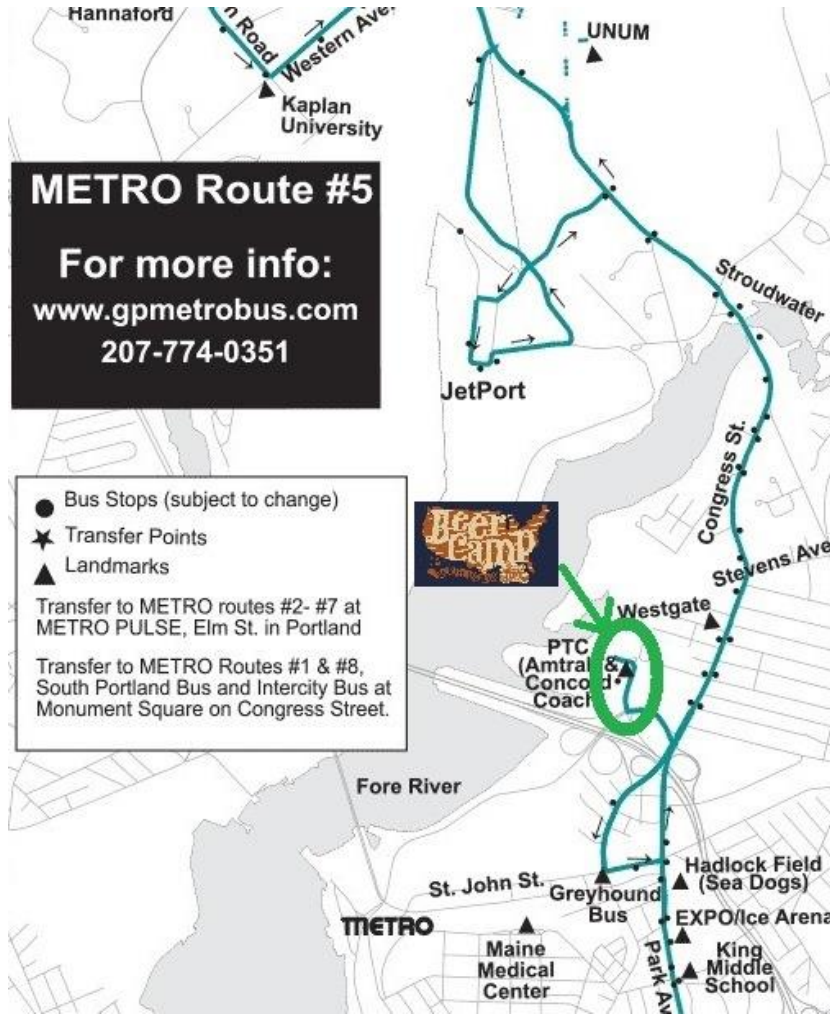 Hannaford
n Road
Western Ave
UNUM
Kaplan
University
METRO Route #5
For more info:
www.gpmetrobus.com
207-774-0351
Stroudwater
JetPort
Congress St.
Bus Stops (subject to change)
Transfer Points
Landmarks
Transfer to METRO routes #2- #7 at
METRO PULSE, Elm St. in Portland
Transfer to METRO Routes #1 & #8,
South Portland Bus and Intercity Bus at
Monument Square on Congress Street.
Beer
Camp
Stevens Ave
Westgate
PTC
(Amtrak &
Concord
Coach
Fore River
St. John St.
Greyhound
Bus
Hadlock Field
(Sea Dogs)
METRO
EXPO/Ice Arena
Maine
Medical
Center
Park Av
King
Middle
School